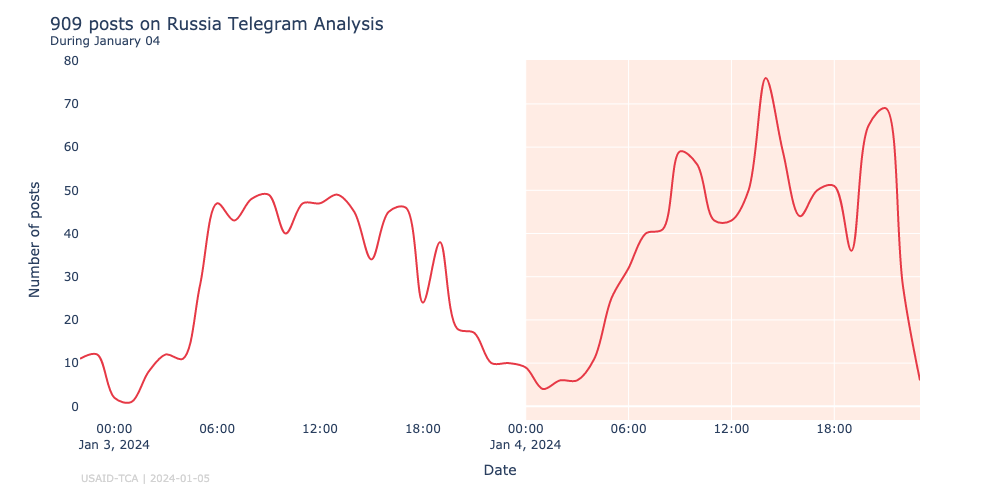 909 posts on Russia Telegram Analysis
During January 04
80
70
60
50
40
30
20
10
0
Number of posts
00:00 06:00 12:00 18:00 00:00 06:00 12:00 18:00
Jan 3, 2024 Jan 4, 2024
Date
USAID-TCA | 2024-01-05